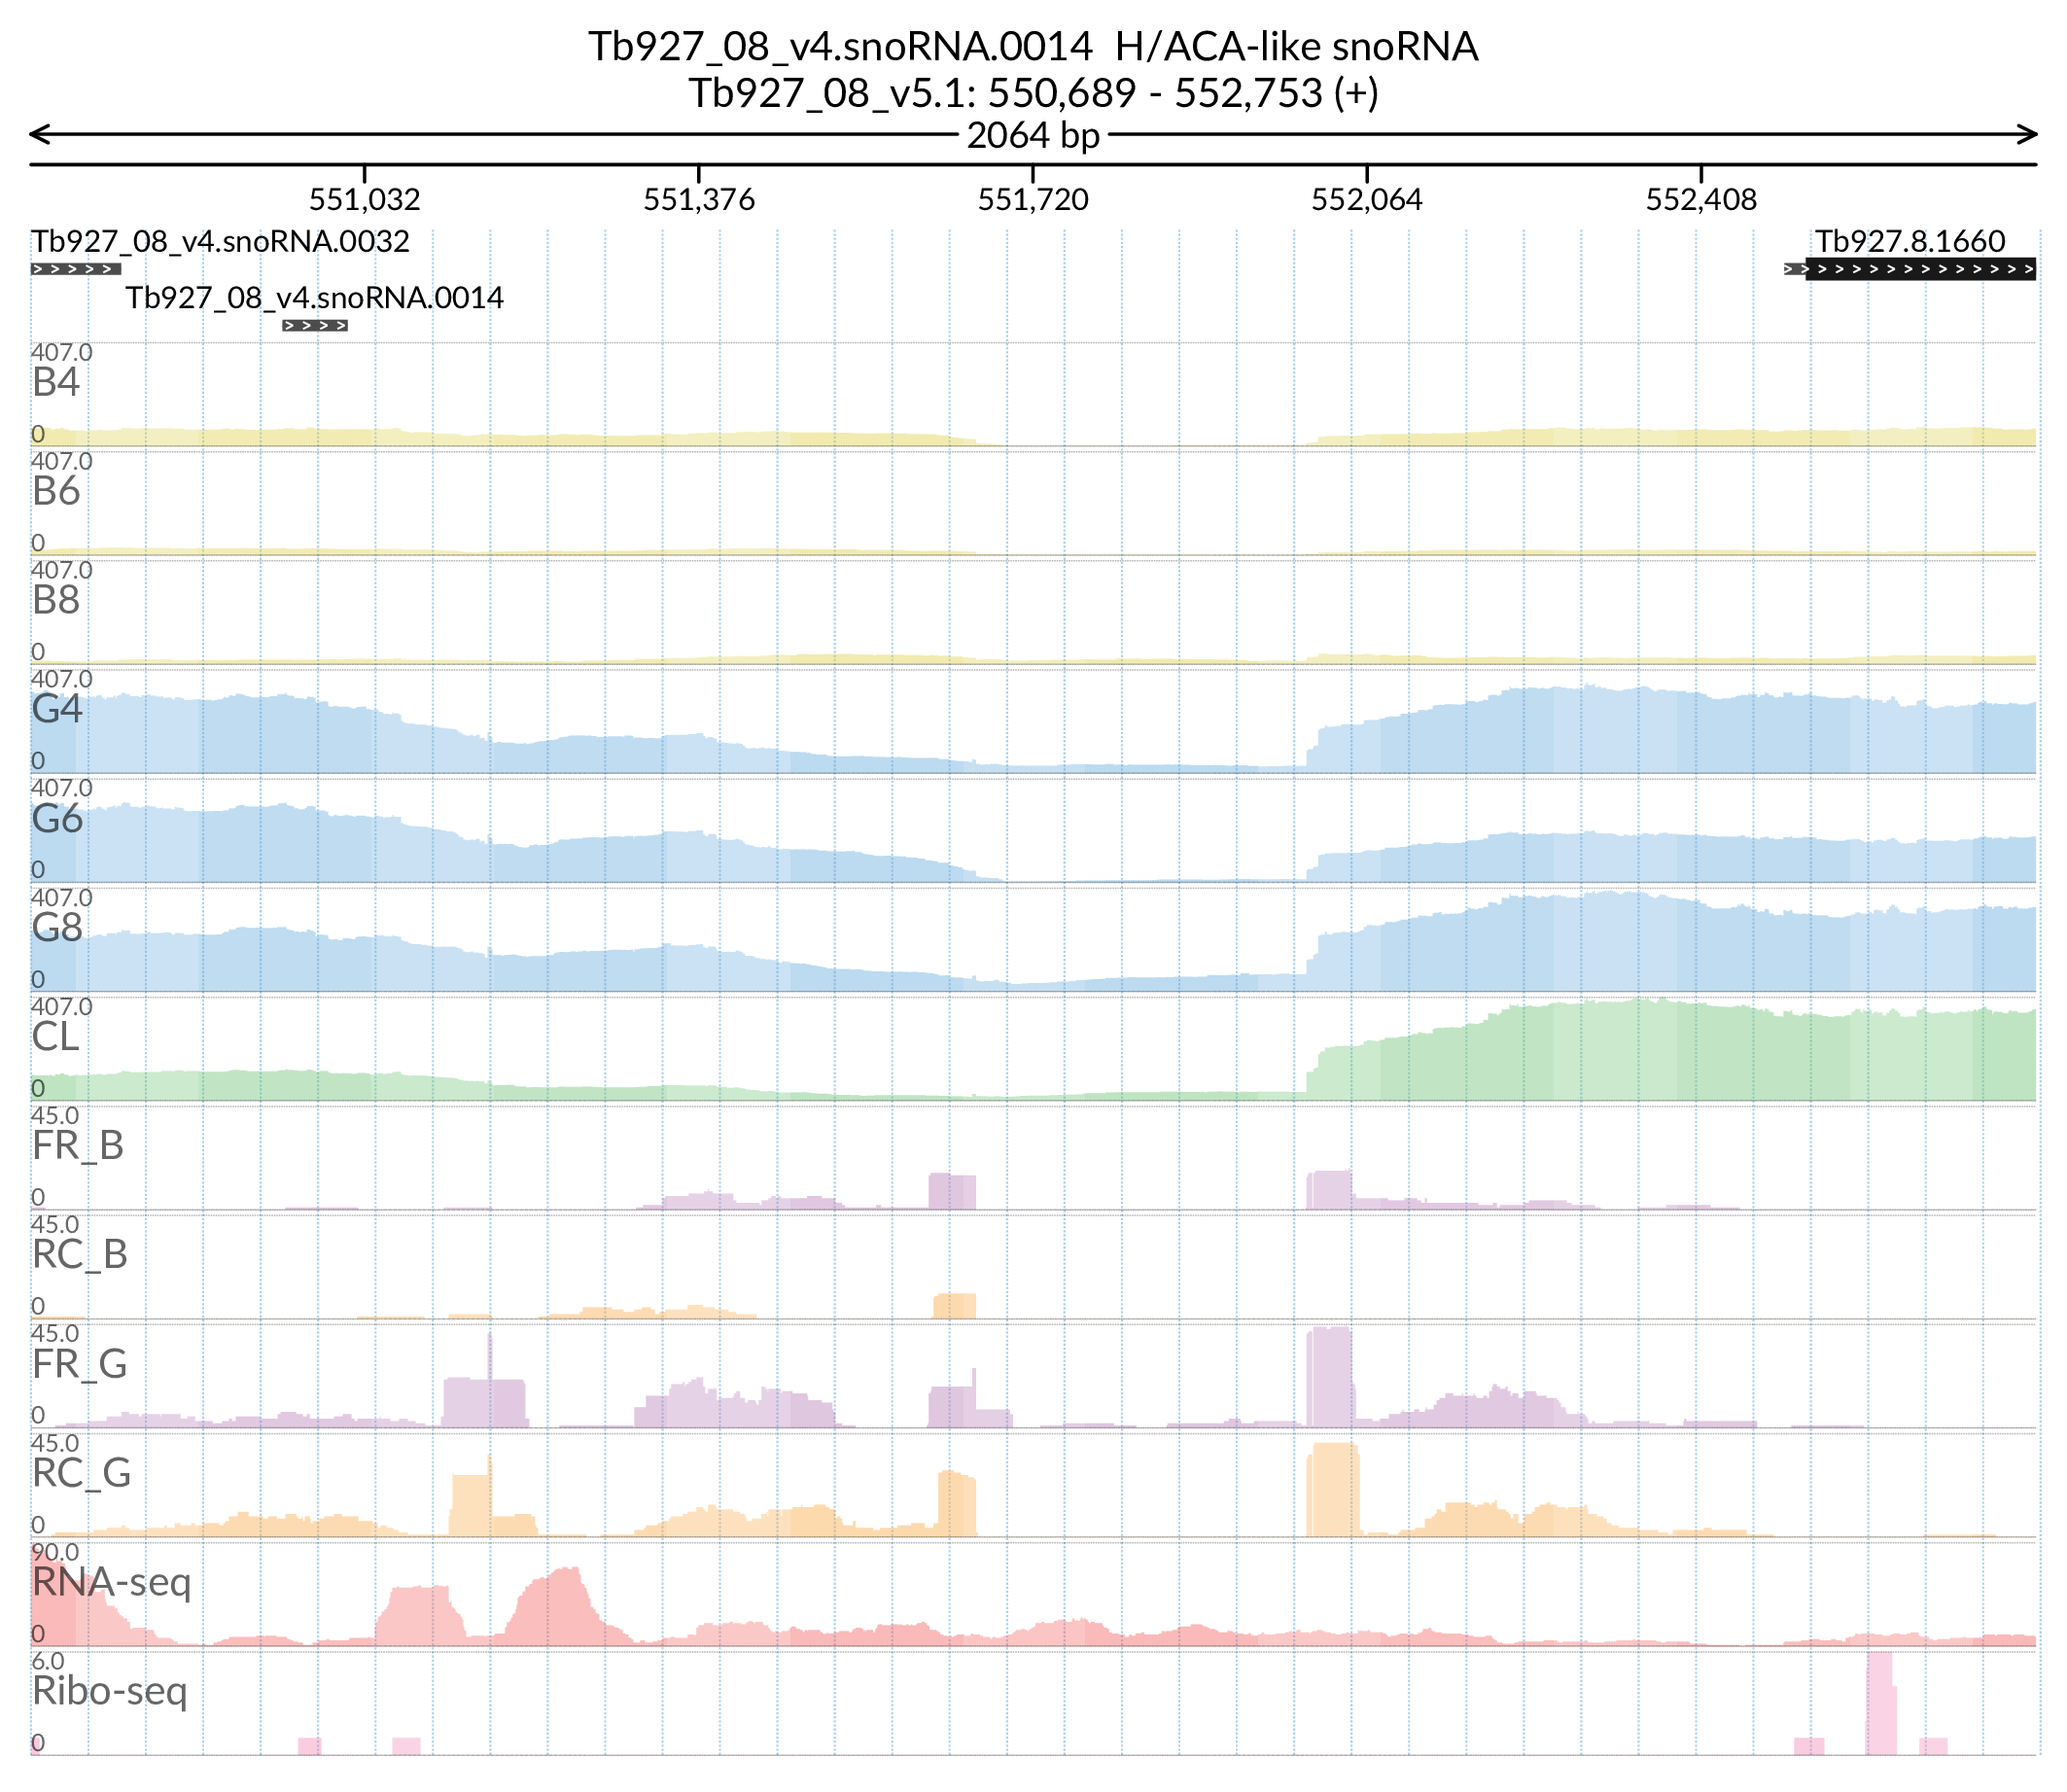 Tb927_08_v4.snoRNA.0014 H/ACA-like snoRNA
Tb927_08_v5.1: 550,689 - 552,753 (+)
2064 bp
551,032 551,376 551,720 552,064 552,408
Tb927_08_v4.snoRNA.0032 Tb927.8.1660
Tb927_08_v4.snoRNA.0014
407.0
B4
0
407.0
B6
0
407.0
B8
0
407.0
G4
0
407.0
G6
0
407.0
G8
0
407.0
CL
0
45.0
FR_B
0
45.0
RC_B
0
45.0
FR_G
0
45.0
RC_G
0
90.0
RNA-seq
0
6.0
Ribo-seq
0